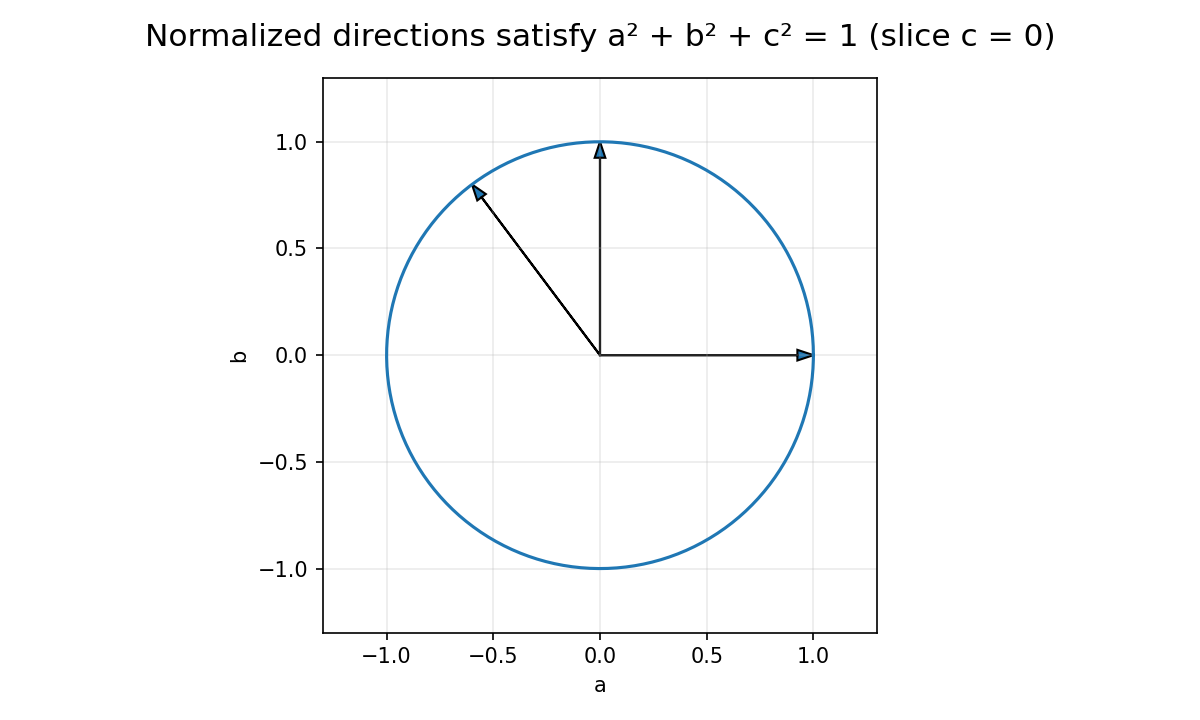 Normalized directions satisfy a² + b² + c² = 1 (slice c = 0)
1.0
0.5
b
0.0
−0.5
−1.0
−1.0 −0.5 0.0 0.5 1.0
a